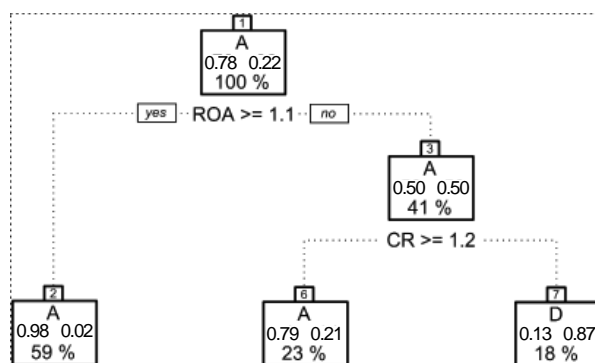 1
A
0.78 0.22
100 %
yes ROA >= 1.1 no
3
A
0.50 0.50
41 %
CR >= 1.2
2
A
0.98 0.02
59 %
6
A
0.79 0.21
23 %
7
D
0.13 0.87
18 %